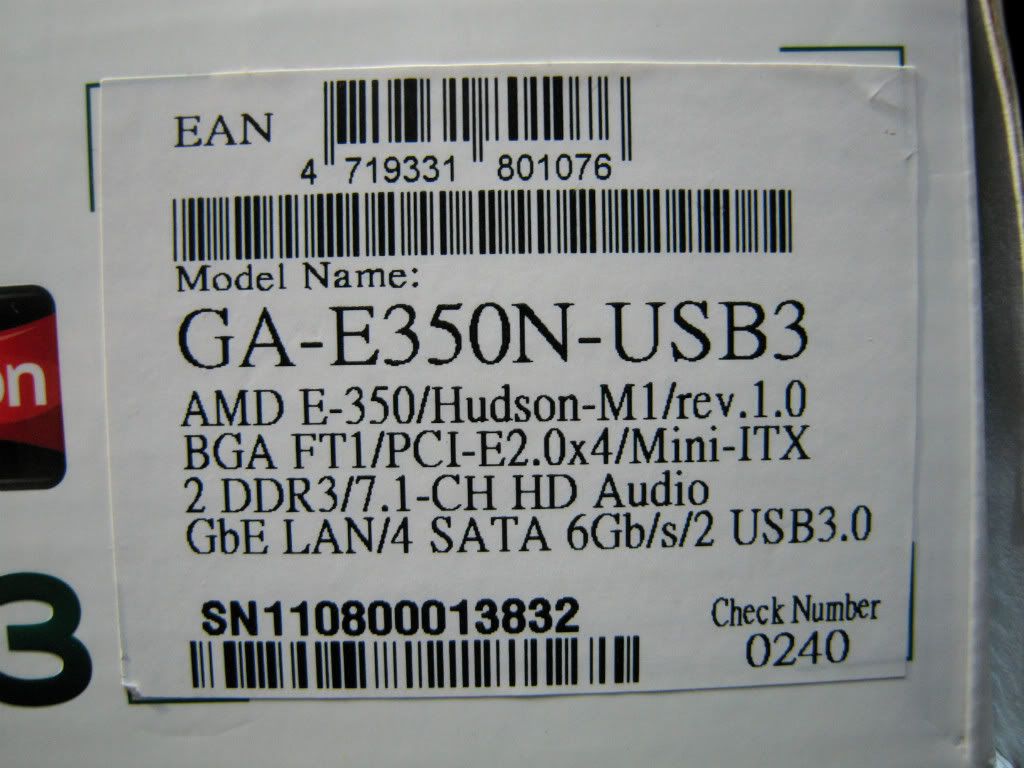 EAN
4 719331 801076
Model Name:
GA-E350N-USB3
AMD E-350/Hudson-M1/rev.1.0
BGA FT1/PCI-E2.0x4/Mini-ITX
2 DDR3/7.1-CH HD Audio
GbE LAN/4 SATA 6Gb/s/2 USB3.0
SN110800013832
Check Number
0240
on
3